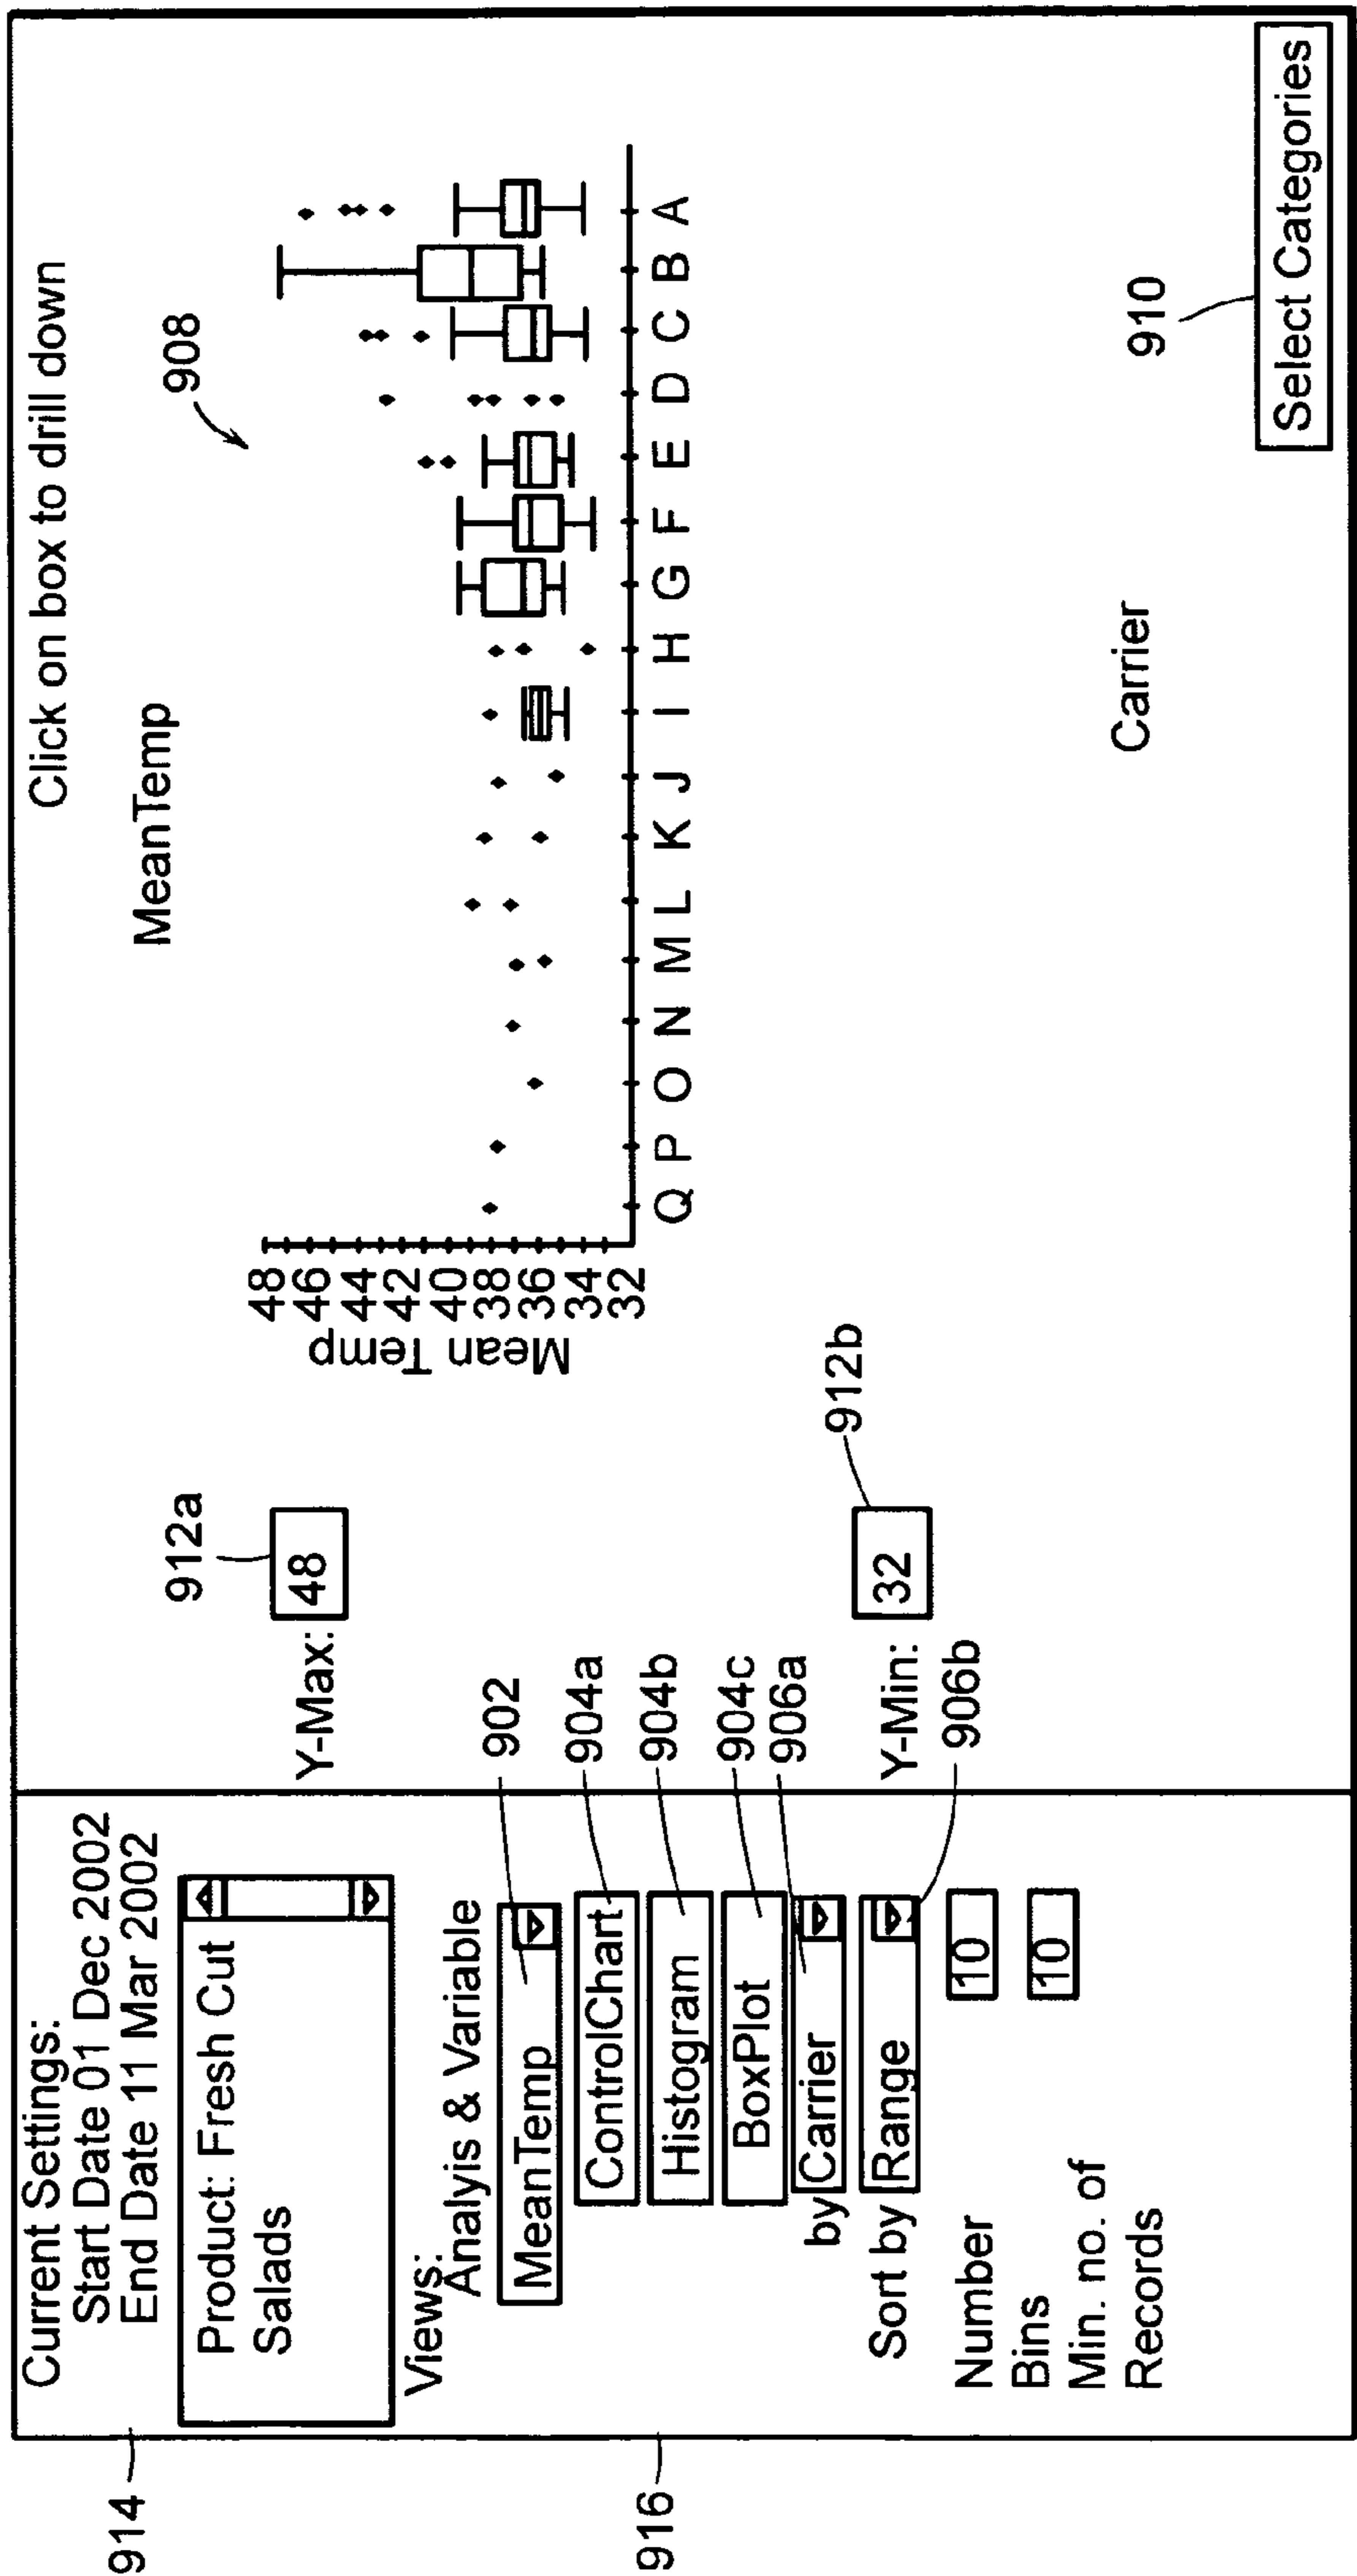 914
Current Settings:
Start Date 01 Dec 2002
End Date 11 Mar 2002
Product: Fresh Cut
Salads
Views:
Analyis & Variable
MeanTemp
902
ControlChart
904a
Histogram
904b
BoxPlot
904c
by Carrier
906a
Sort by Range
906b
Number 10
Bins
Min. no. of 10
Records
916
Click on box to drill down
MeanTemp
908
912a
Y-Max: 48
Mean Temp
48
46
44
42
40
38
36
34
32
Q P O N M L K J I H G F E D C B A
912b
Y-Min: 32
Carrier
910
Select Categories